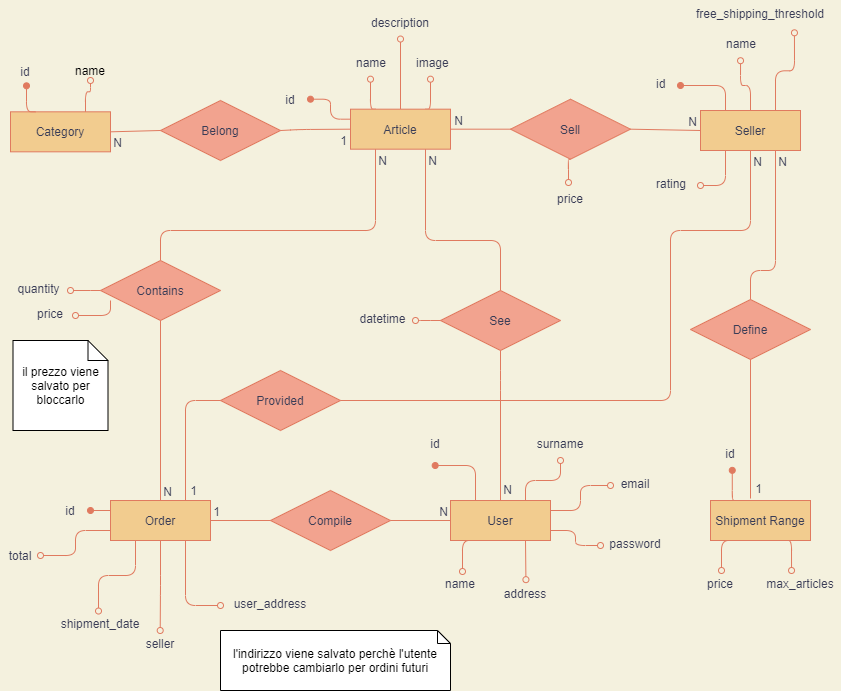 description
free_shipping_threshold
name
image
name
id
name
id
id
Category
Belong
Article
Sell
Seller
N
1
N
N
N
N
N
N
rating
price
quantity
Contains
price
datetime
See
Define
il prezzo viene
salvato per
bloccarlo
Provided
id
surname
id
email
N
1
N
1
id
Order
1
Compile
N
User
Shipment Range
total
password
name
address
price
max_articles
shipment_date
user_address
seller
l'indirizzo viene salvato perchè l'utente
potrebbe cambiarlo per ordini futuri